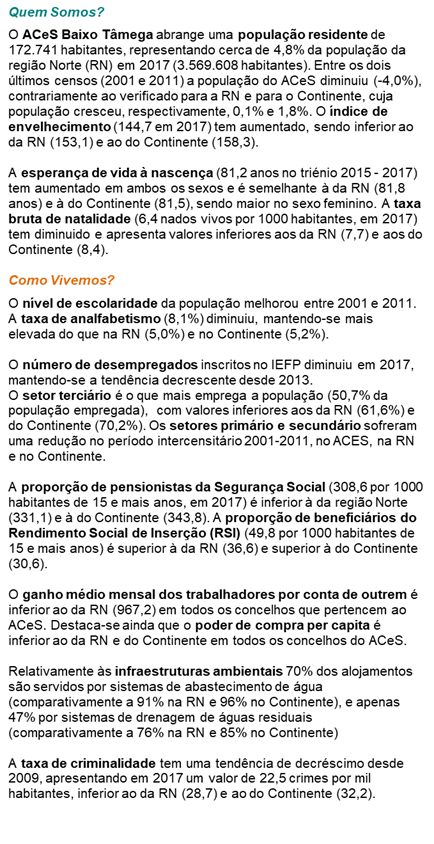 Quem Somos?
O ACeS Baixo Tâmega abrange uma população residente de
172.741 habitantes, representando cerca de 4,8% da população da
região Norte (RN) em 2017 (3.569.608 habitantes). Entre os dois
últimos censos (2001 e 2011) a população do ACeS diminuiu (-4,0%),
contrariamente ao verificado para a RN e para o Continente, cuja
população cresceu, respectivamente, 0,1% e 1,8%. O índice de
envelhecimento (144,7 em 2017) tem aumentado, sendo inferior ao
da RN (153,1) e ao do Continente (158,3).
A esperança de vida à nascença (81,2 anos no triénio 2015 - 2017)
tem aumentado em ambos os sexos e é semelhante à da RN (81,8
anos) e à do Continente (81,5), sendo maior no sexo feminino. A taxa
bruta de natalidade (6,4 nados vivos por 1000 habitantes, em 2017)
tem diminuido e apresenta valores inferiores aos da RN (7,7) e aos do
Continente (8,4).
Como Vivemos?
O nível de escolaridade da população melhorou entre 2001 e 2011.
A taxa de analfabetismo (8,1%) diminuiu, mantendo-se mais
elevada do que na RN (5,0%) e no Continente (5,2%).
O número de desempregados inscritos no IEFP diminuiu em 2017,
mantendo-se a tendência decrescente desde 2013.
O setor terciário é o que mais emprega a população (50,7% da
população empregada), com valores inferiores aos da RN (61,6%) e
do Continente (70,2%). Os setores primário e secundário sofreram
uma redução no período intercensitário 2001-2011, no ACES, na RN
e no Continente.
A proporção de pensionistas da Segurança Social (308,6 por 1000
habitantes de 15 e mais anos, em 2017) é inferior à da região Norte
(331,1) e à do Continente (343,8). A proporção de beneficiários do
Rendimento Social de Inserção (RSI) (49,8 por 1000 habitantes de
15 e mais anos) é superior à da RN (36,6) e superior à do Continente
(30,6).
O ganho médio mensal dos trabalhadores por conta de outrem é
inferior ao da RN (967,2) em todos os concelhos que pertencem ao
ACeS. Destaca-se ainda que o poder de compra per capita é
inferior ao da RN e do Continente em todos os concelhos do ACeS.
Relativamente às infraestruturas ambientais 70% dos alojamentos
são servidos por sistemas de abastecimento de água
(comparativamente a 91% na RN e 96% no Continente), e apenas
47% por sistemas de drenagem de águas residuais
(comparativamente a 76% na RN e 85% no Continente)
A taxa de criminalidade tem uma tendência de decréscimo desde
2009, apresentando em 2017 um valor de 22,5 crimes por mil
habitantes, inferior ao da RN (28,7) e ao do Continente (32,2).